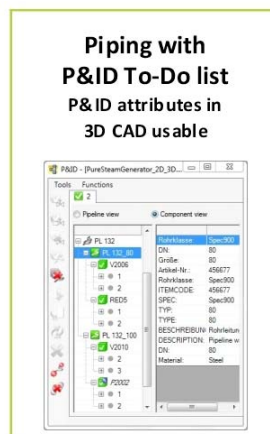 Piping with
P&ID To-Do list
P&ID attributes in
3D CAD usable
P&ID - [PureSteamGenerator_2D_3D...
Tools Functions
2
Pipeline view Component view
PL 132
PL 132_80
V2006
1
2
RED5
1
2
PL 132_100
V2010
2
3
P2002
1
2
Rohrklasse: Spec900
DN: 80
Größe: 80
Artikel-Nr.: 456677
Rohrklasse: Spec900
ITEMCODE: 456677
SPEC: Spec900
TYP: 80
TYPE: 80
BESCHREIBUN Rohrleitun
DESCRIPTION: Pipeline w
DN: 80
Material: Steel